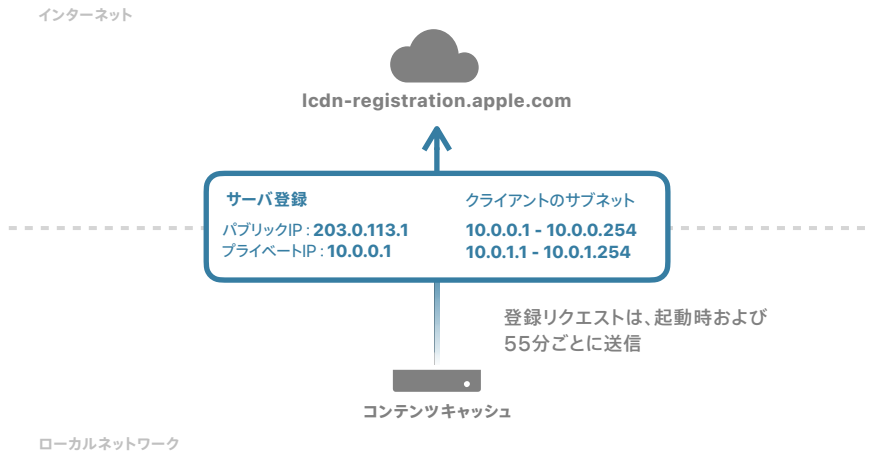 インターネット
lcdn-registration.apple.com
サーバ登録
パブリックIP：203.0.113.1
プライベートIP：10.0.0.1
クライアントのサブネット
10.0.0.1 - 10.0.0.254
10.0.1.1 - 10.0.1.254
登録リクエストは、起動時および
55分ごとに送信
コンテンツキャッシュ
ローカルネットワーク